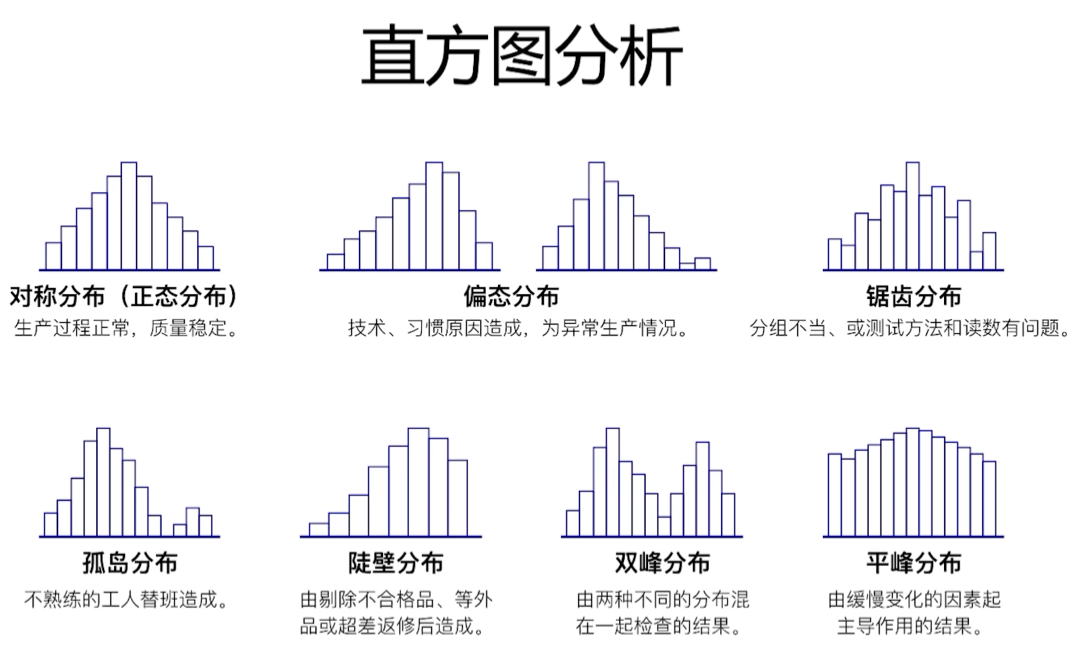 直方图分析
对称分布（正态分布）
生产过程正常，质量稳定。
偏态分布
技术、习惯原因造成，为异常生产情况。
锯齿分布
分组不当、或测试方法和读数有问题。
孤岛分布
不熟练的工人替班造成。
陡壁分布
由剔除不合格品、等外
品或超差返修后造成。
双峰分布
由两种不同的分布混
在一起检查的结果。
平峰分布
由缓慢变化的因素起
主导作用的结果。